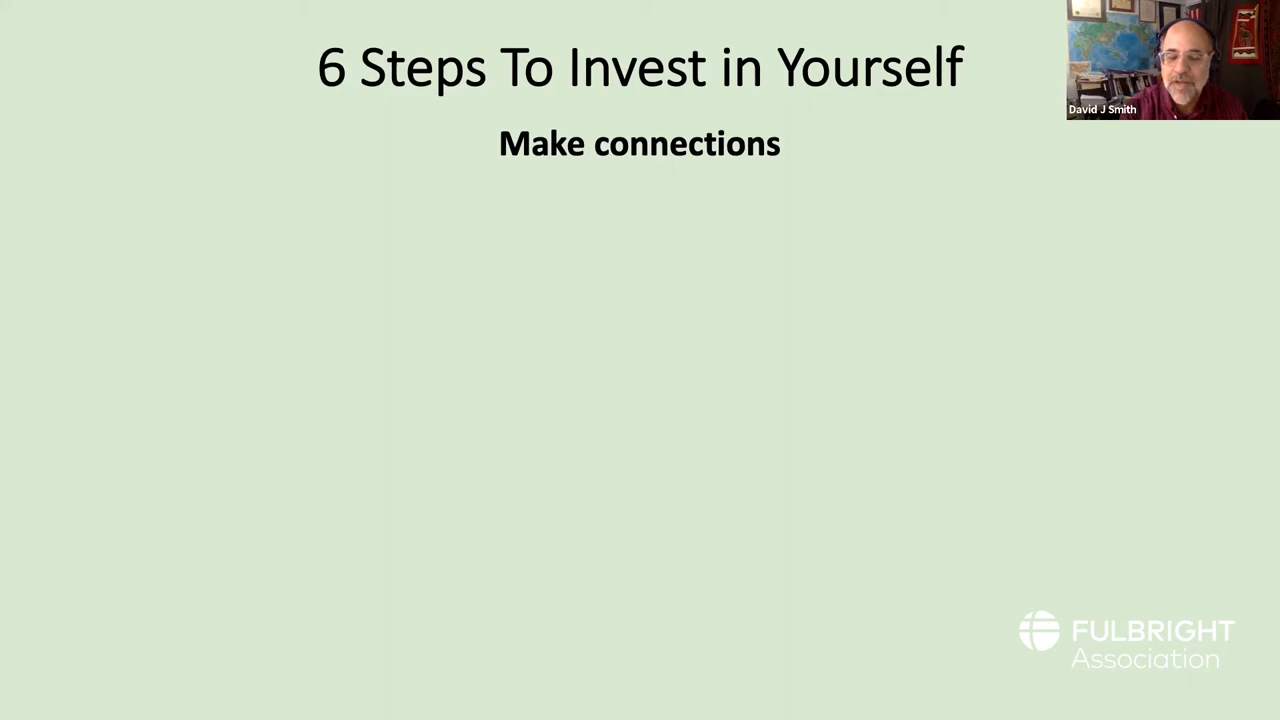 6 Steps To Invest in Yourself
Make connections
David J Smith
FULBRIGHT
Association